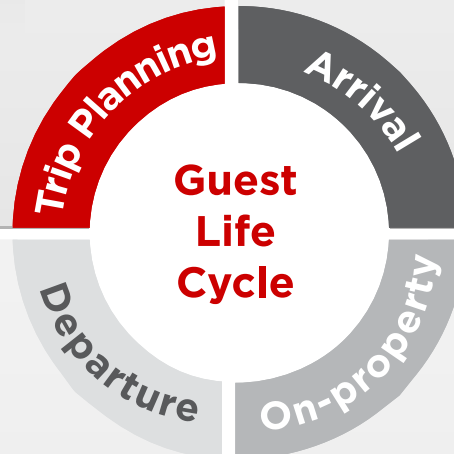 Trip Planning
Arrival
Guest
Life
Cycle
Departure
On-property